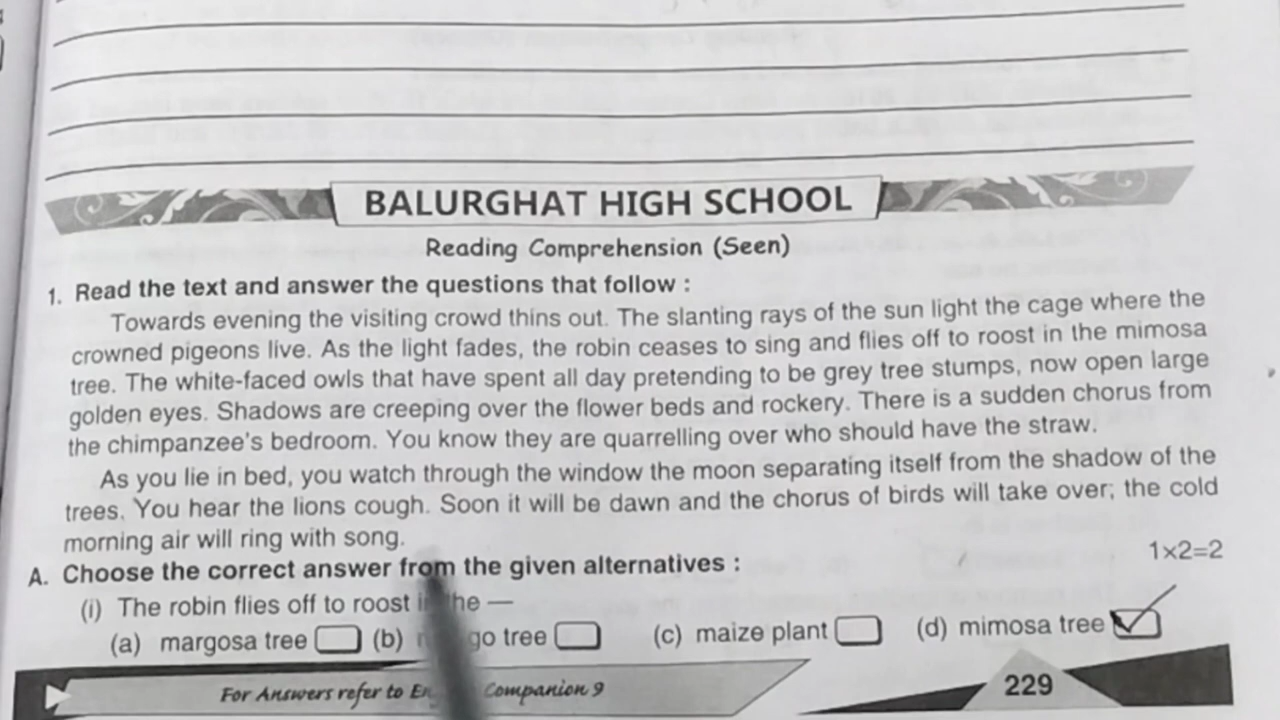 BALURGHAT HIGH SCHOOL
Reading Comprehension (Seen)
1. Read the text and answer the questions that follow :
Towards evening the visiting crowd thins out. The slanting rays of the sun light the cage where the
crowned pigeons live. As the light fades, the robin ceases to sing and flies off to roost in the mimosa
tree. The white-faced owls that have spent all day pretending to be grey tree stumps, now open large
golden eyes. Shadows are creeping over the flower beds and rockery. There is a sudden chorus from
the chimpanzee's bedroom. You know they are quarrelling over who should have the straw.
As you lie in bed, you watch through the window the moon separating itself from the shadow of the
trees. You hear the lions cough. Soon it will be dawn and the chorus of birds will take over; the cold
morning air will ring with song.
A. Choose the correct answer from the given alternatives : 1×2=2
(i) The robin flies off to roost the —
(a) margosa tree (b) tree (c) maize plant (d) mimosa tree
For Answers refer to Companion 9 229